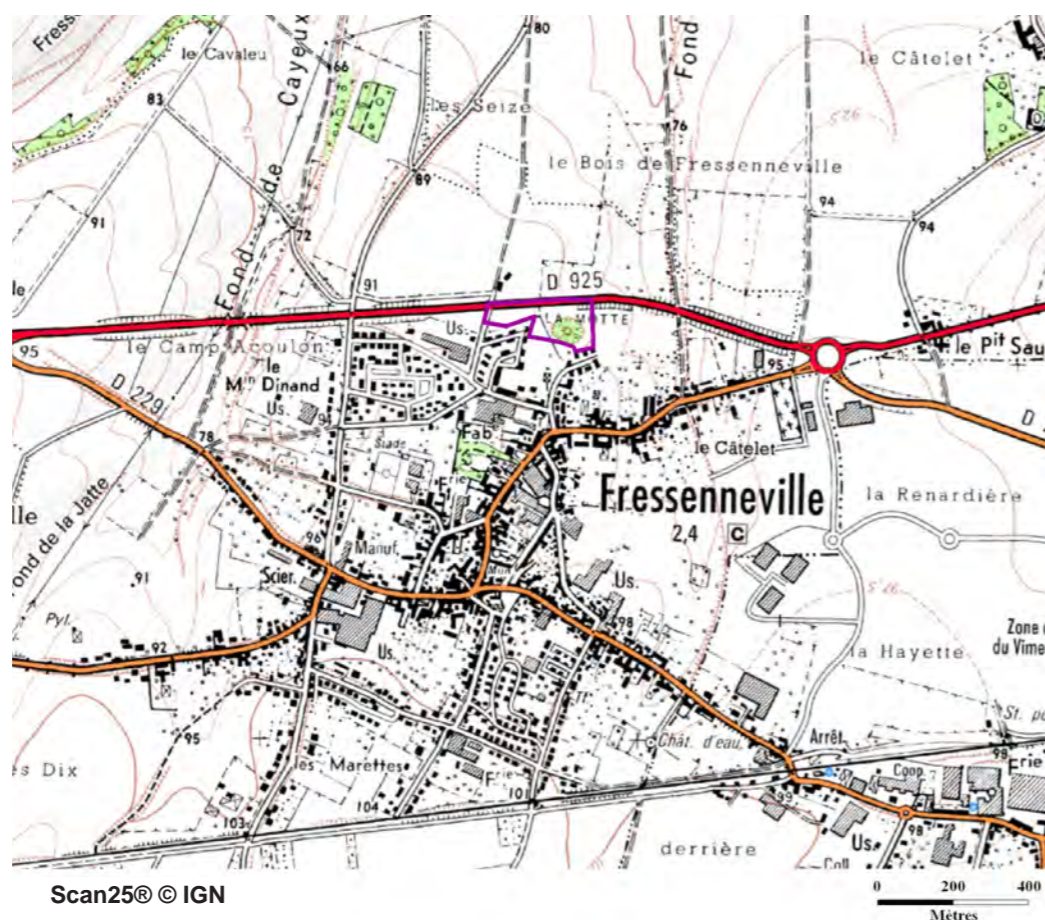 80
le Cavaleu
le Câtelet
Cayeux
66
Fond
83
les Seize
76
le Bois de Fressenneville
89
94
94
91
72
Fond de
91
D 925
LA MOTTE
Us.
le Pit Sau
95
le Camp Acoulon
le
Min Dinand
95
D 229
Us.
91
78
Stade
Fab
le Câtelet
Frie
Fressenneville
la Renardière
2,4
C
ond de la Jatte
96
Manuf.
91
Scier.
Us.
Pyl.
98
Zone
du Vime
92
Us.
la Hayette
St. po
95
Chât. d'eau
Arrêt
98
es Dix
les Marettes
Frie
Coop.
Frie
99
104
101
103
98
Us.
derrière
Coll.
Scan25® © IGN
0 200 400
Mètres